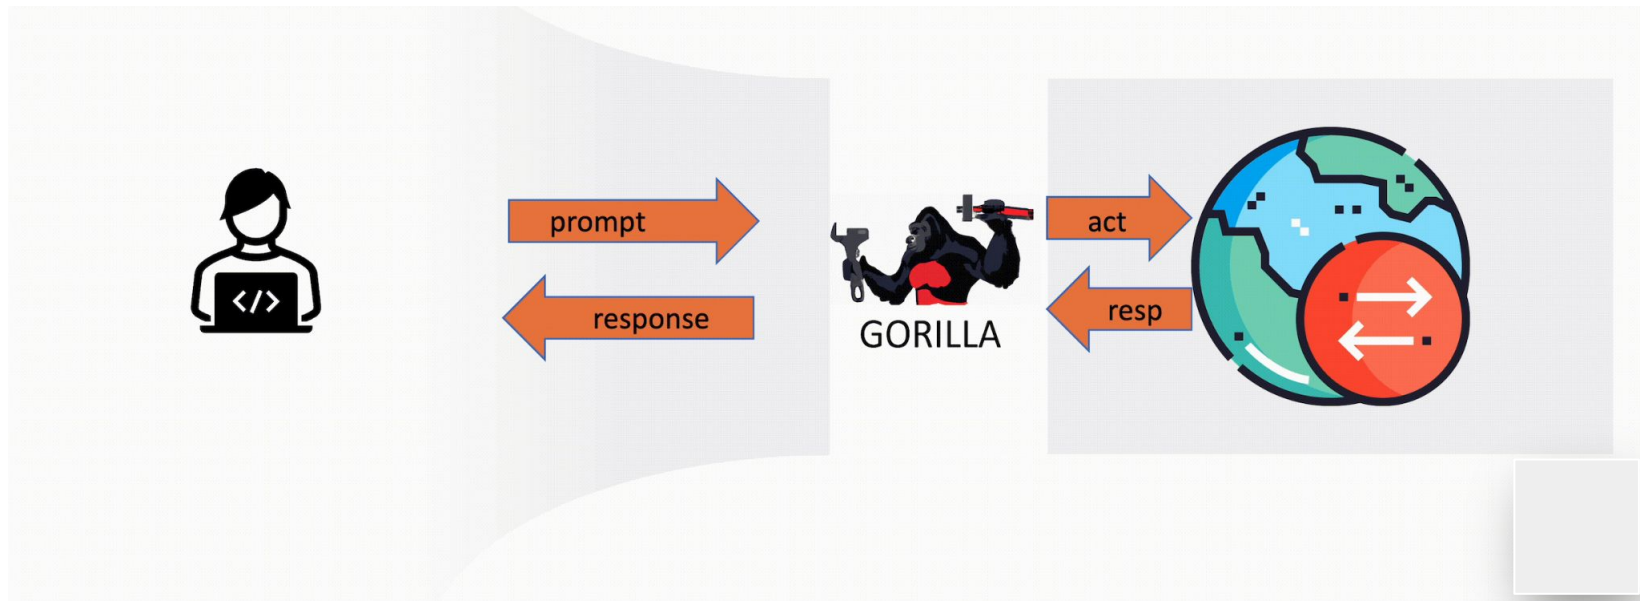 prompt
response
</>
GORILLA
act
resp